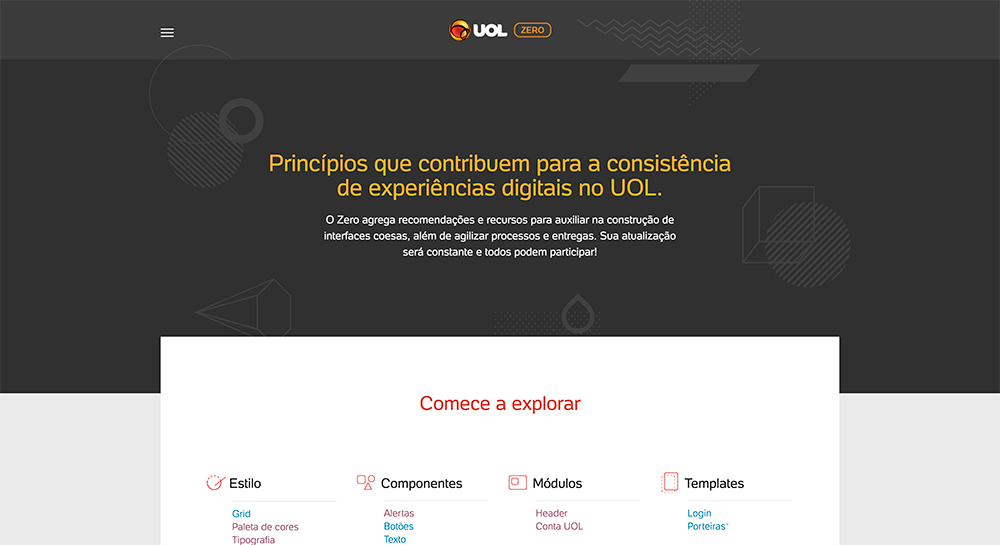 UOL ZERO
Princípios que contribuem para a consistência
de experiências digitais no UOL.
O Zero agrega recomendações e recursos para auxiliar na construção de
interfaces coesas, além de agilizar processos e entregas. Sua atualização
será constante e todos podem participar!
Comece a explorar
Estilo
Grid
Paleta de cores
Tipografia
Componentes
Alertas
Botões
Texto
Módulos
Header
Conta UOL
Templates
Login
Porteiras